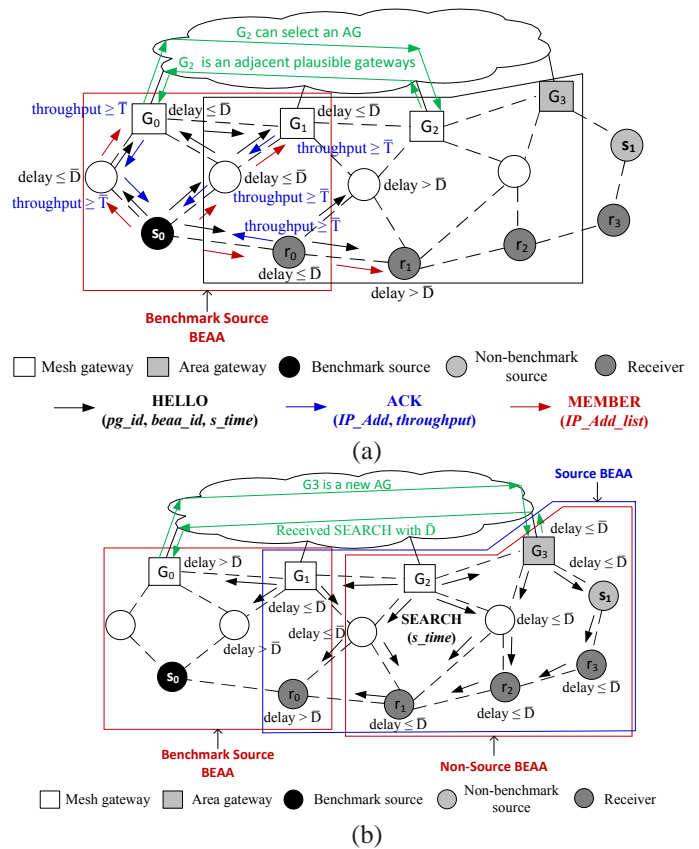 G₂ can select an AG
G₂ is an adjacent plausible gateways
G₃
throughput ≥ T̅
G₀
delay ≤ D̅
delay ≤ D̅
G₁
G₂
s₁
throughput ≥ T̅
delay ≤ D̅
delay ≤ D̅
delay > D̅
throughput ≥ T̅
throughput ≥ T̅
throughput ≥ T̅
r₃
s₀
r₀
r₂
r₁
delay ≤ D̅
delay > D̅
Benchmark Source
BEAA
Mesh gateway
Area gateway
Benchmark source
Non-benchmark
source
Receiver
HELLO
(pg_id, beaa_id, s_time)
ACK
(IP_Add, throughput)
MEMBER
(IP_Add_list)
(a)
Source BEAA
G3 is a new AG
Received SEARCH with D̅
delay ≤ D̅
G₃
delay > D̅
delay ≤ D̅
G₀
G₁
G₂
s₁
delay ≤ D̅
SEARCH
(s_time)
delay ≤ D̅
delay ≤ D̅
delay > D̅
r₃
s₀
r₀
r₂
r₁
delay ≤ D̅
delay > D̅
delay ≤ D̅
delay ≤ D̅
Benchmark Source
BEAA
Non-Source BEAA
Mesh gateway
Area gateway
Benchmark source
Non-benchmark
source
Receiver
(b)